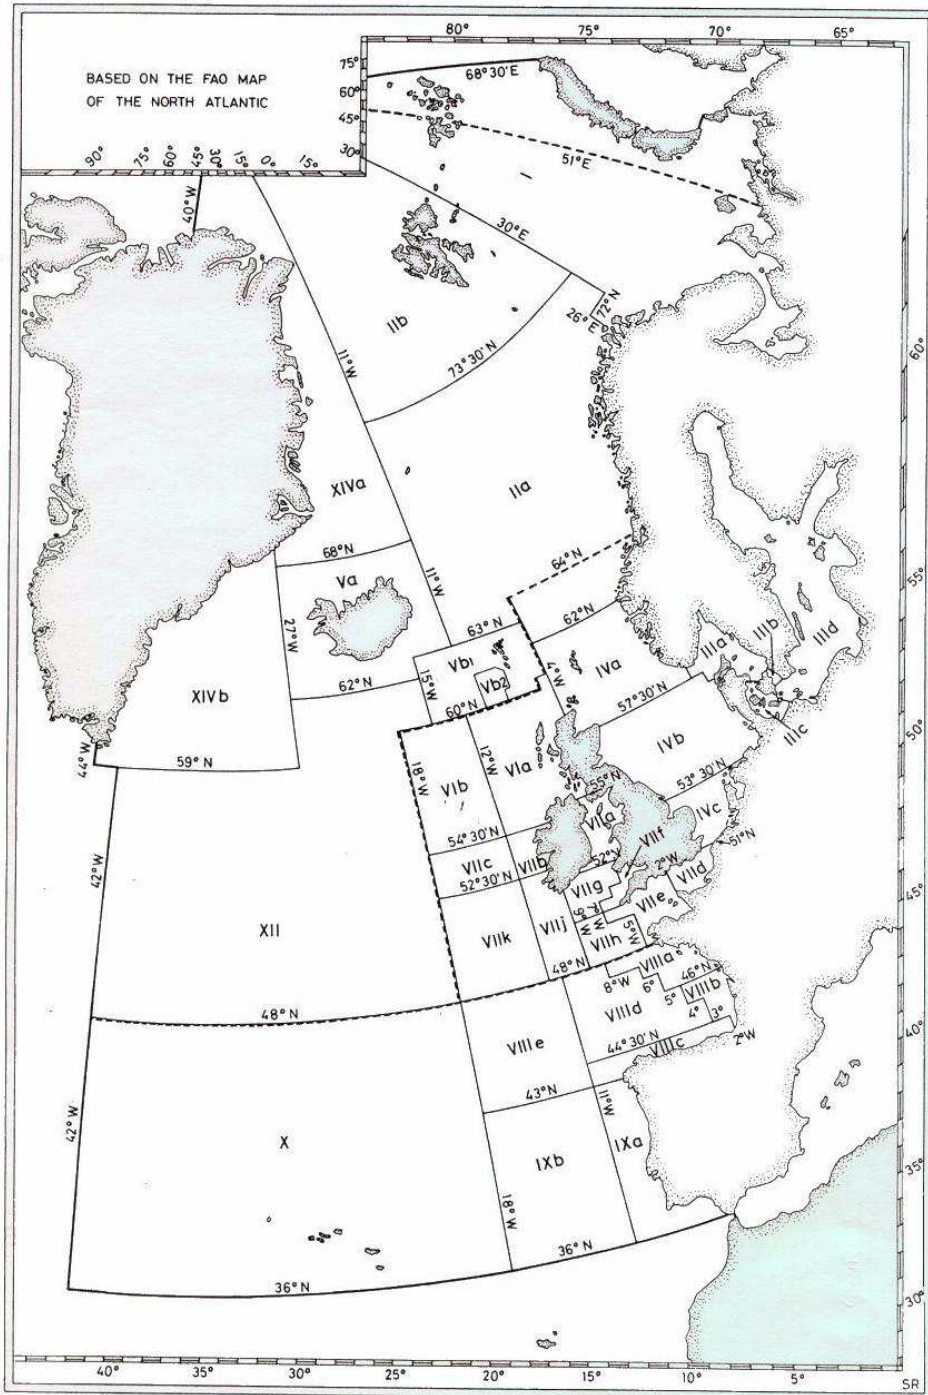 80°
75°
70°
65°
BASED ON THE FAO MAP
OF THE NORTH ATLANTIC
75°
60°
45°
30°
68°30'E
51°E
90°
75°
60°
45°
30°
15°
0°
15°
40°W
30°E
72°N
26°E
IIb
11°W
73°30'N
60°
XIVa
IIa
68°N
64°N
Va
11°W
55°
27°W
63°N
62°N
IIIb
IIIa
IIId
Vb1
IVa
4°W
15°W
62°N
Vb2
XIVb
60°N
57°30'N
IIIc
50°
44°W
59°N
18°W
12°W
VIa
IVb
VIb
55°N
53°30'N
IVc
54°30'N
VIIa
VIIf
51°N
42°W
VIIc
VIIb
52°N
2°W
VIId
52°30'N
VIIg
VIIe
45°
XII
VIIk
VIIj
9°W
7°W
5°W
VIIh
48°N
VIIIa
46°N
8°W
6°
5°
VIIIb
48°N
VIIId
4°
3°
40°
VIIIe
44°30'N
VIIIc
2°W
43°N
11°W
42°W
X
IXb
IXa
35°
18°W
36°N
36°N
30°
40°
35°
30°
25°
20°
15°
10°
5°
SR